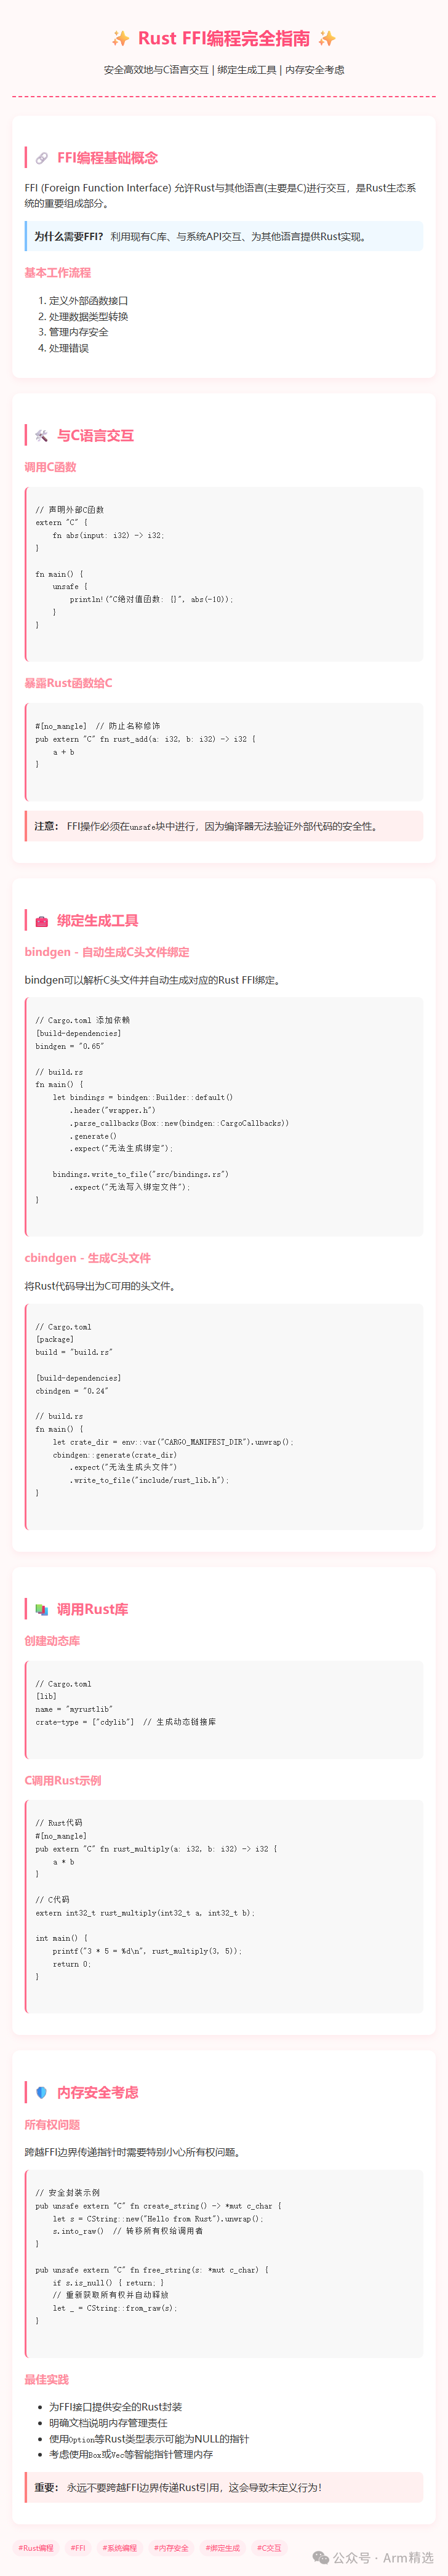 ✨ Rust FFI编程完全指南 ✨
安全高效地与C语言交互 | 绑定生成工具 | 内存安全考虑
🔗 FFI编程基础概念
FFI (Foreign Function Interface) 允许Rust与其他语言(主要是C)进行交互，是Rust生态系
统的重要组成部分。
为什么需要FFI？ 利用现有C库、与系统API交互、为其他语言提供Rust实现。
基本工作流程
1. 定义外部函数接口
2. 处理数据类型转换
3. 管理内存安全
4. 处理错误
🛠 与C语言交互
调用C函数
// 声明外部C函数
extern "C" {
    fn abs(input: i32) -> i32;
}
fn main() {
    unsafe {
        println!("C绝对值函数: {}", abs(-10));
    }
}
暴露Rust函数给C
#[no_mangle]  // 防止名称修饰
pub extern "C" fn rust_add(a: i32, b: i32) -> i32 {
    a + b
}
注意： FFI操作必须在unsafe块中进行，因为编译器无法验证外部代码的安全性。
🧰 绑定生成工具
bindgen - 自动生成C头文件绑定
bindgen可以解析C头文件并自动生成对应的Rust FFI绑定。
// Cargo.toml 添加依赖
[build-dependencies]
bindgen = "0.65"
// build.rs
fn main() {
    let bindings = bindgen::Builder::default()
        .header("wrapper.h")
        .parse_callbacks(Box::new(bindgen::CargoCallbacks))
        .generate()
        .expect("无法生成绑定");
    bindings.write_to_file("src/bindings.rs")
        .expect("无法写入绑定文件");
}
cbindgen - 生成C头文件
将Rust代码导出为C可用的头文件。
// Cargo.toml
[package]
build = "build.rs"
[build-dependencies]
cbindgen = "0.24"
// build.rs
fn main() {
    let crate_dir = env::var("CARGO_MANIFEST_DIR").unwrap();
    cbindgen::generate(crate_dir)
        .expect("无法生成头文件")
        .write_to_file("include/rust_lib.h");
}
📚 调用Rust库
创建动态库
// Cargo.toml
[lib]
name = "myrustlib"
crate-type = ["cdylib"]  // 生成动态链接库
C调用Rust示例
// Rust代码
#[no_mangle]
pub extern "C" fn rust_multiply(a: i32, b: i32) -> i32 {
    a * b
}
// C代码
extern int32_t rust_multiply(int32_t a, int32_t b);
int main() {
    printf("3 * 5 = %d\n", rust_multiply(3, 5));
    return 0;
}
🛡 内存安全考虑
所有权问题
跨越FFI边界传递指针时需要特别小心所有权问题。
// 安全封装示例
pub unsafe extern "C" fn create_string() -> *mut c_char {
    let s = CString::new("Hello from Rust").unwrap();
    s.into_raw()  // 转移所有权给调用者
}
pub unsafe extern "C" fn free_string(s: *mut c_char) {
    if s.is_null() { return; }
    // 重新获取所有权并自动释放
    let _ = CString::from_raw(s);
}
最佳实践
• 为FFI接口提供安全的Rust封装
• 明确文档说明内存管理责任
• 使用Option等Rust类型表示可能为NULL的指针
• 考虑使用Box或Vec等智能指针管理内存
重要： 永远不要跨越FFI边界传递Rust引用，这会导致未定义行为！
#Rust编程 #FFI #系统编程 #内存安全 #绑定生成 #C交互
公众号 · Arm精选